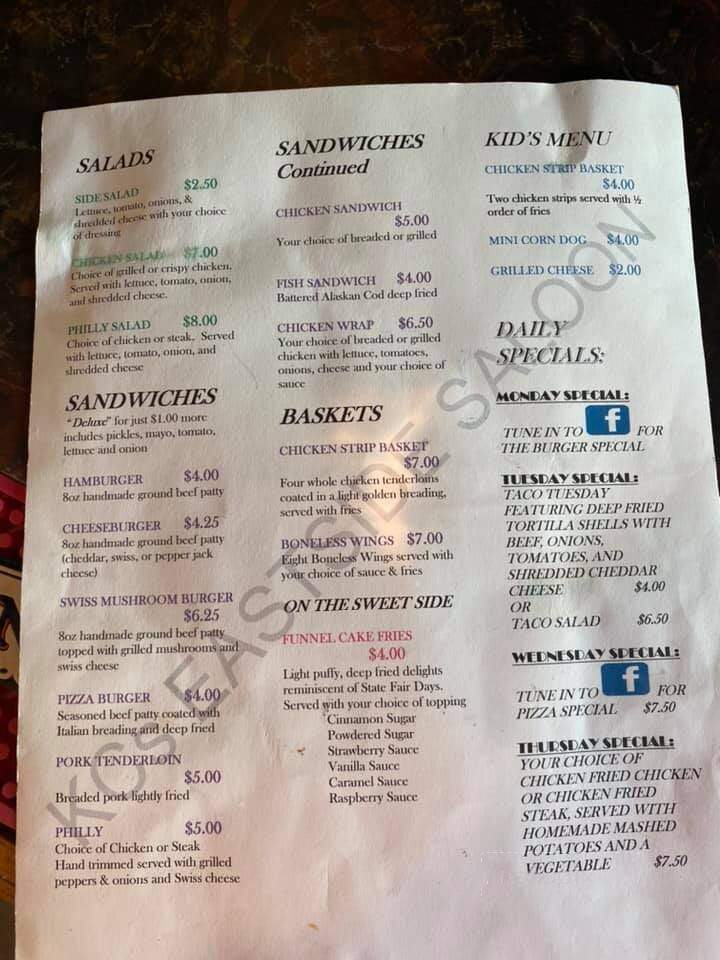 SALADS
SIDE SALAD $2.50
Lettuce, tomato, onions, &
shredded cheese with your choice
of dressing
CHICKEN SALAD $7.00
Choice of grilled or crispy chicken.
Served with lettuce, tomato, onion,
and shredded cheese.
PHILLY SALAD $8.00
Choice of chicken or steak. Served
with lettuce, tomato, onion, and
shredded cheese
SANDWICHES
"Deluxe" for just $1.00 more
includes pickles, mayo, tomato,
lettuce and onion
HAMBURGER $4.00
8oz handmade ground beef patty
CHEESEBURGER $4.25
8oz handmade ground beef patty
(cheddar, swiss, or pepper jack
cheese)
SWISS MUSHROOM BURGER
$6.25
8oz handmade ground beef patty
topped with grilled mushrooms and
swiss cheese
PIZZA BURGER $4.00
Seasoned beef patty coated with
Italian breading and deep fried
PORK TENDERLOIN
$5.00
Breaded pork lightly fried
PHILLY $5.00
Choice of Chicken or Steak
Hand trimmed served with grilled
peppers & onions and Swiss cheese
SANDWICHES
Continued
CHICKEN SANDWICH
$5.00
Your choice of breaded or grilled
FISH SANDWICH $4.00
Battered Alaskan Cod deep fried
CHICKEN WRAP $6.50
Your choice of breaded or grilled
chicken with lettuce, tomatoes,
onions, cheese and your choice of
sauce
BASKETS
CHICKEN STRIP BASKET
$7.00
Four whole chicken tenderloins
coated in a light golden breading,
served with fries
BONELESS WINGS $7.00
Eight Boneless Wings served with
your choice of sauce & fries
ON THE SWEET SIDE
FUNNEL CAKE FRIES
$4.00
Light puffy, deep fried delights
reminiscent of State Fair Days.
Served with your choice of topping
Cinnamon Sugar
Powdered Sugar
Strawberry Sauce
Vanilla Sauce
Caramel Sauce
Raspberry Sauce
KID'S MENU
CHICKEN STRIP BASKET
$4.00
Two chicken strips served with ½
order of fries
MINI CORN DOG $4.00
GRILLED CHEESE $2.00
DAILY
SPECIALS:
MONDAY SPECIAL:
TUNE IN TO f FOR
THE BURGER SPECIAL
TUESDAY SPECIAL:
TACO TUESDAY
FEATURING DEEP FRIED
TORTILLA SHELLS WITH
BEEF, ONIONS,
TOMATOES, AND
SHREDDED CHEDDAR
CHEESE $4.00
OR
TACO SALAD $6.50
WEDNESDAY SPECIAL:
TUNE IN TO f FOR
PIZZA SPECIAL $7.50
THURSDAY SPECIAL:
YOUR CHOICE OF
CHICKEN FRIED CHICKEN
OR CHICKEN FRIED
STEAK, SERVED WITH
HOMEMADE MASHED
POTATOES AND A
VEGETABLE $7.50
KCs EASTSIDE SALOON